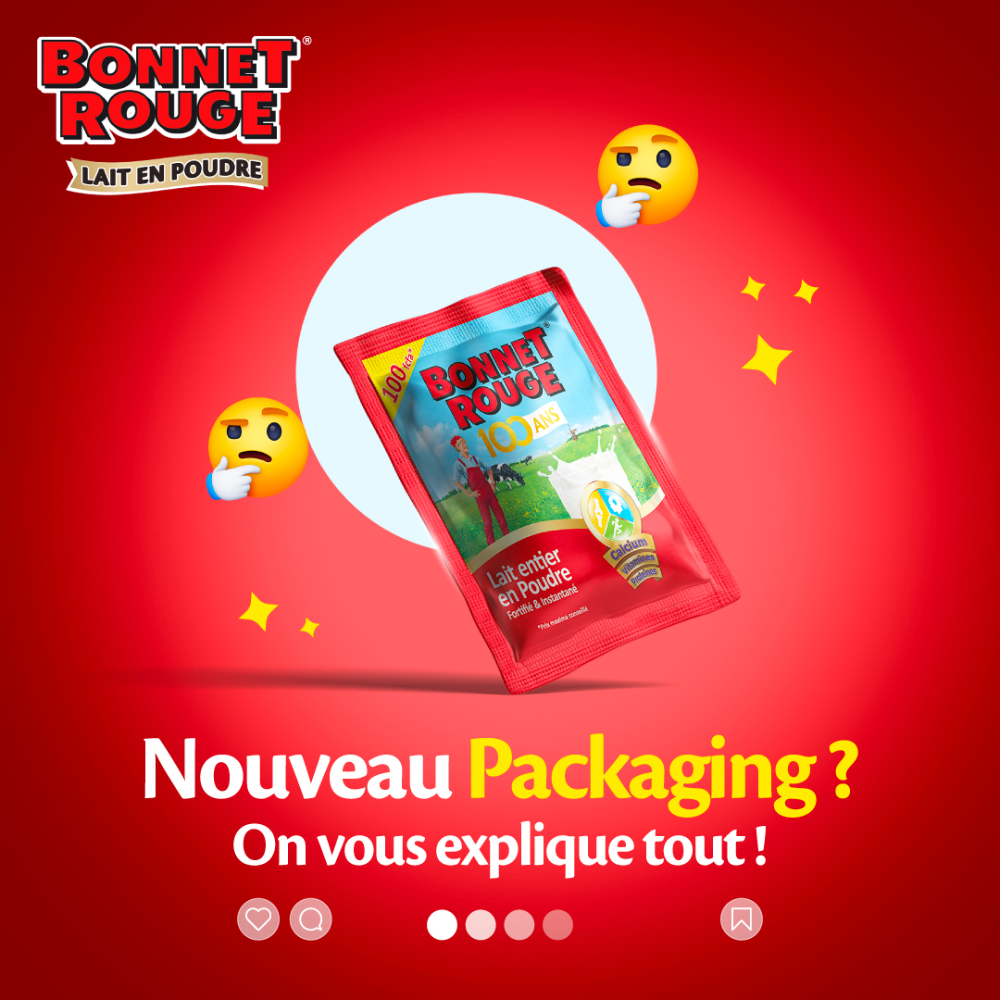 BONNET®
ROUGE
LAIT EN POUDRE
100 fcfa*
BONNET®
ROUGE
100 ANS
Calcium
Vitamines
Protéines
Lait entier
en Poudre
Fortifié & Instantané
*Prix maxima conseillé
Nouveau Packaging ?
On vous explique tout !